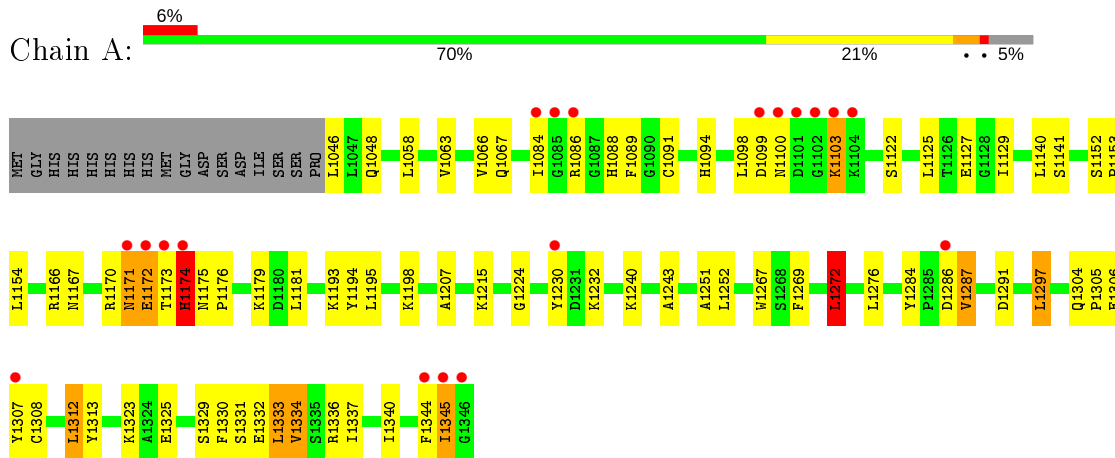 Chain A: 6% 70% 21% • • 5%
MET GLY HIS HIS HIS HIS HIS HIS HIS MET GLY ASP SER ASP ILE SER SER PRO L1046 L1047 Q1048 L1058 V1063 V1066 Q1067 I1084 G1085 R1086 G1087 H1088 F1089 G1090 C1091 H1094 L1098 D1099 N1100 D1101 G1102 K1103 K1104 S1122 L1125 T1126 E1127 G1128 I1129 L1140 S1141 S1152 P1153
L1154 R1166 N1167 R1170 N1171 E1172 T1173 H1174 N1175 P1176 K1179 D1180 L1181 K1193 Y1194 L1195 K1198 A1207 K1215 G1224 Y1230 D1231 K1232 K1240 A1243 A1251 L1252 W1267 S1268 F1269 L1272 L1276 Y1284 P1285 D1286 V1287 D1291 L1297 Q1304 P1305 E1306
Y1307 C1308 L1312 Y1313 K1323 A1324 E1325 S1329 F1330 S1331 E1332 L1333 V1334 S1335 R1336 I1337 I1340 F1344 I1345 G1346